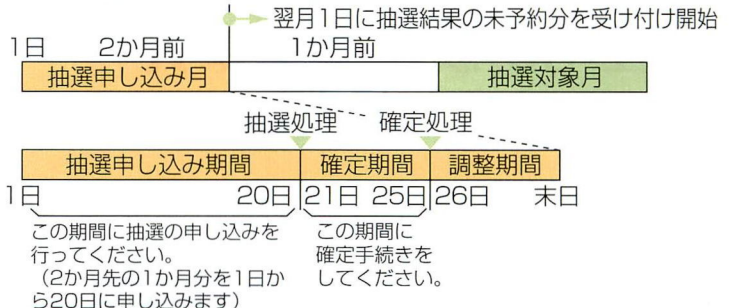 翌月1日に抽選結果の未予約分を受け付け開始
1日 2か月前 1か月前
抽選申し込み月 抽選対象月
抽選処理 確定処理
抽選申し込み期間 確定期間 調整期間
1日 20日 21日 25日 26日 末日
この期間に抽選の申し込みを
行ってください。
(2か月先の1か月分を1日か
ら20日に申し込みます)
この期間に
確定手続きを
してください。